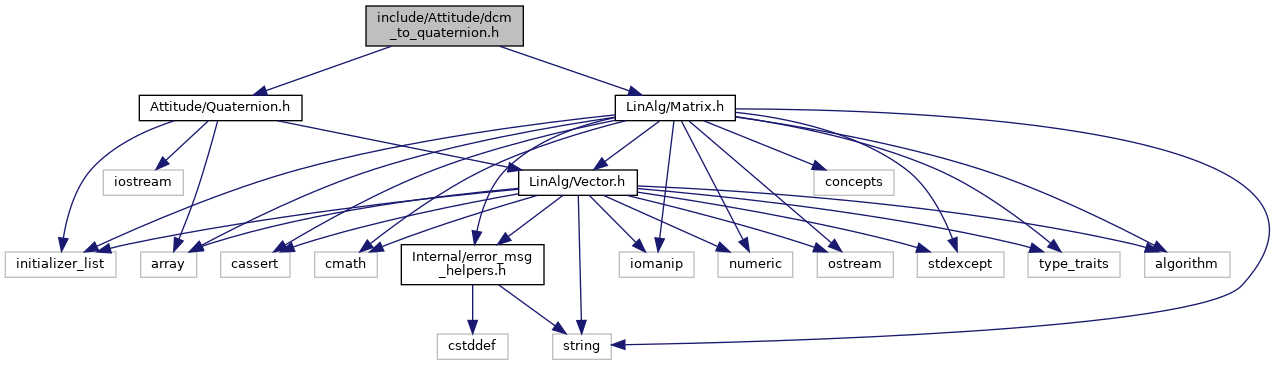 include/Attitude/dcm
_to_quaternion.h
Attitude/Quaternion.h
LinAlg/Matrix.h
iostream
LinAlg/Vector.h
concepts
initializer_list
array
cassert
cmath
Internal/error_msg
_helpers.h
iomanip
numeric
ostream
stdexcept
type_traits
algorithm
cstddef
string